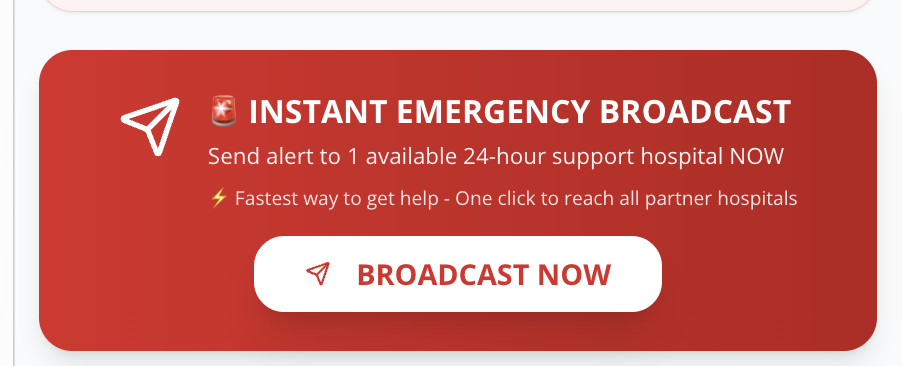 🚨 INSTANT EMERGENCY BROADCAST
Send alert to 1 available 24-hour support hospital NOW
⚡ Fastest way to get help - One click to reach all partner hospitals
BROADCAST NOW